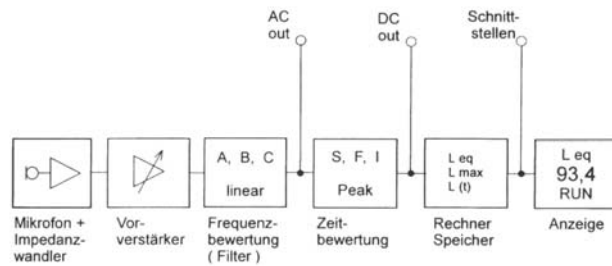 AC
out
DC
out
Schnitt-
stellen
A, B, C
linear
S, F, I
Peak
L eq
L max
L (t)
L eq
93,4
RUN
Mikrofon +
Impedanz-
wandler
Vor-
verstärker
Frequenz-
bewertung
( Filter )
Zeit-
bewertung
Rechner
Speicher
Anzeige